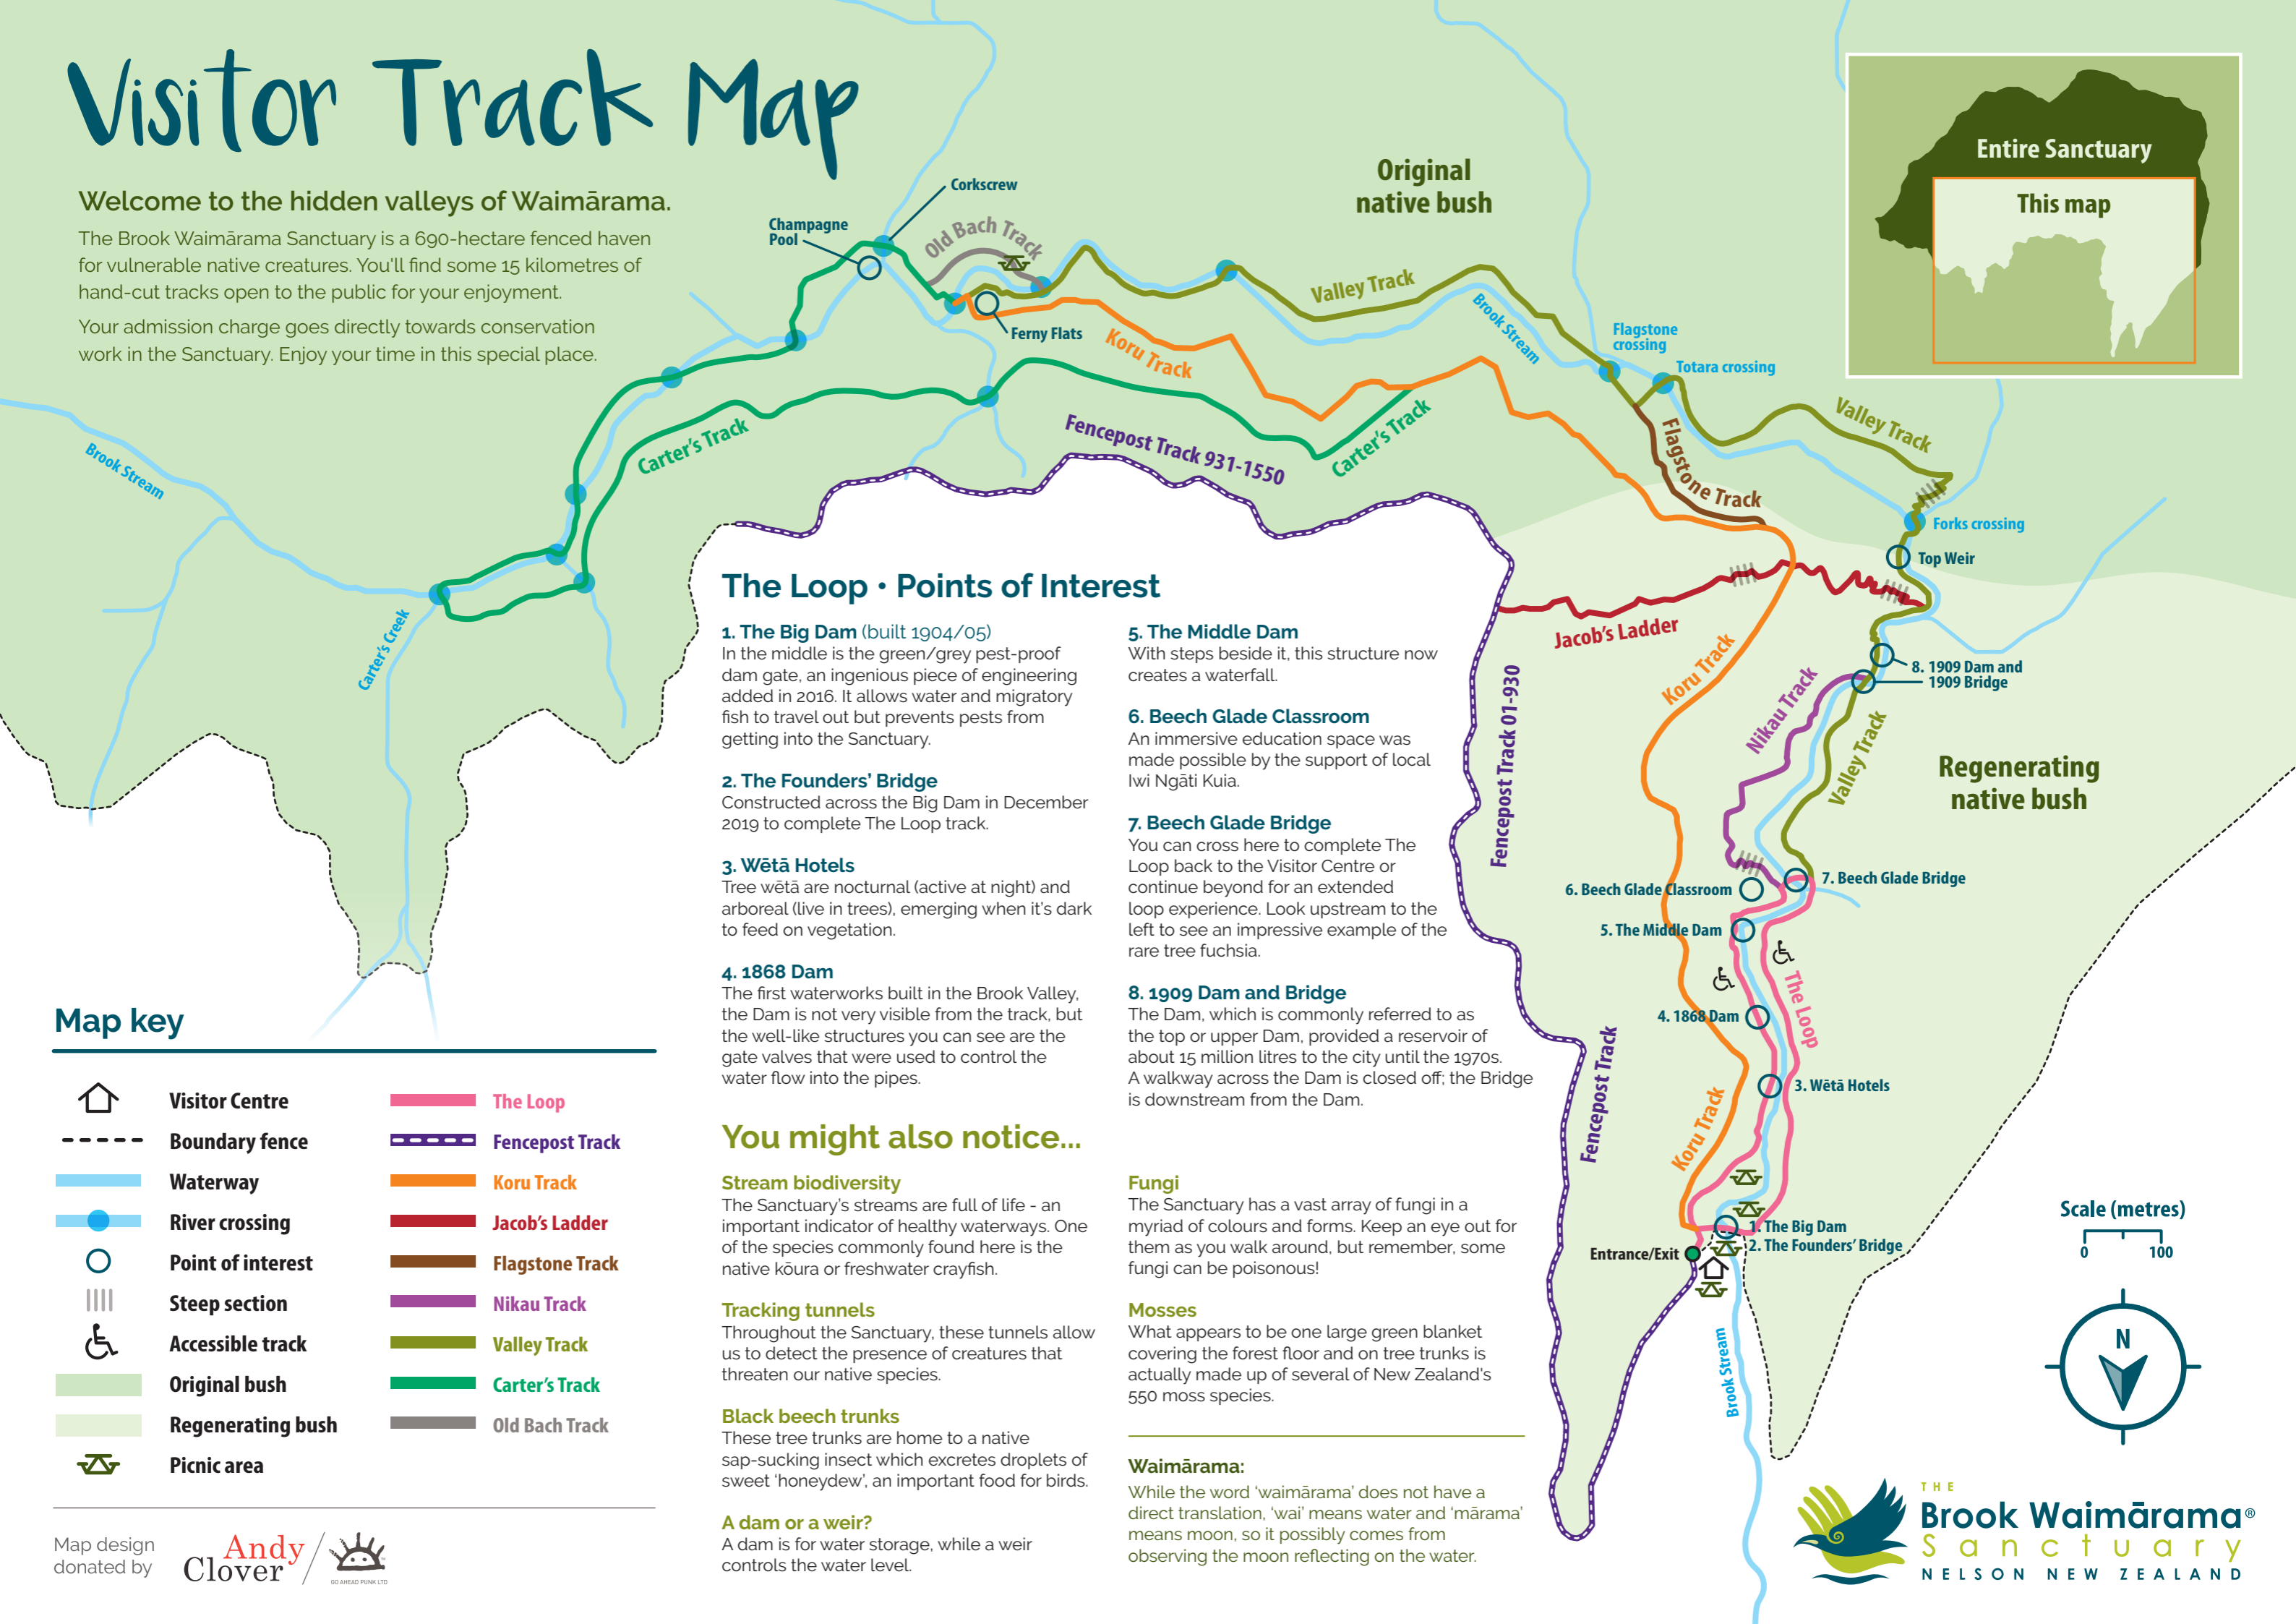 Visitor Track Map
Welcome to the hidden valleys of Waimārama.
The Brook Waimārama Sanctuary is a 690-hectare fenced haven
for vulnerable native creatures. You'll find some 15 kilometres of
hand-cut tracks open to the public for your enjoyment.
Your admission charge goes directly towards conservation
work in the Sanctuary. Enjoy your time in this special place.
Corkscrew
Champagne
Pool
Old Bach Track
Ferny Flats
Original
native bush
Valley Track
Koru Track
Brook Stream
Flagstone
crossing
Totara crossing
Valley Track
Entire Sanctuary
This map
Brook Stream
Carter's Track
Fencepost Track 931-1550
Carter's Track
Flagstone Track
Forks crossing
Top Weir
Carter's Creek
Jacob's Ladder
Koru Track
Fencepost Track 01-930
Nikau Track
8. 1909 Dam and
1909 Bridge
Valley Track
Regenerating
native bush
6. Beech Glade Classroom
7. Beech Glade Bridge
5. The Middle Dam
The Loop
4. 1868 Dam
3. Wētā Hotels
Fencepost Track
Koru Track
1. The Big Dam
2. The Founders' Bridge
Entrance/Exit
Brook Stream
The Loop • Points of Interest
1. The Big Dam (built 1904/05)
In the middle is the green/grey pest-proof
dam gate, an ingenious piece of engineering
added in 2016. It allows water and migratory
fish to travel out but prevents pests from
getting into the Sanctuary.
2. The Founders' Bridge
Constructed across the Big Dam in December
2019 to complete The Loop track.
3. Wētā Hotels
Tree wētā are nocturnal (active at night) and
arboreal (live in trees), emerging when it's dark
to feed on vegetation.
4. 1868 Dam
The first waterworks built in the Brook Valley,
the Dam is not very visible from the track, but
the well-like structures you can see are the
gate valves that were used to control the
water flow into the pipes.
5. The Middle Dam
With steps beside it, this structure now
creates a waterfall.
6. Beech Glade Classroom
An immersive education space was
made possible by the support of local
Iwi Ngāti Kuia.
7. Beech Glade Bridge
You can cross here to complete The
Loop back to the Visitor Centre or
continue beyond for an extended
loop experience. Look upstream to the
left to see an impressive example of the
rare tree fuchsia.
8. 1909 Dam and Bridge
The Dam, which is commonly referred to as
the top or upper Dam, provided a reservoir of
about 15 million litres to the city until the 1970s.
A walkway across the Dam is closed off; the Bridge
is downstream from the Dam.
You might also notice...
Stream biodiversity
The Sanctuary's streams are full of life - an
important indicator of healthy waterways. One
of the species commonly found here is the
native kōura or freshwater crayfish.
Tracking tunnels
Throughout the Sanctuary, these tunnels allow
us to detect the presence of creatures that
threaten our native species.
Black beech trunks
These tree trunks are home to a native
sap-sucking insect which excretes droplets of
sweet 'honeydew', an important food for birds.
A dam or a weir?
A dam is for water storage, while a weir
controls the water level.
Fungi
The Sanctuary has a vast array of fungi in a
myriad of colours and forms. Keep an eye out for
them as you walk around, but remember, some
fungi can be poisonous!
Mosses
What appears to be one large green blanket
covering the forest floor and on tree trunks is
actually made up of several of New Zealand's
550 moss species.
Waimārama:
While the word 'waimārama' does not have a
direct translation, 'wai' means water and 'mārama'
means moon, so it possibly comes from
observing the moon reflecting on the water.
Map key
Visitor Centre
Boundary fence
Waterway
River crossing
Point of interest
Steep section
Accessible track
Original bush
Regenerating bush
Picnic area
The Loop
Fencepost Track
Koru Track
Jacob's Ladder
Flagstone Track
Nikau Track
Valley Track
Carter's Track
Old Bach Track
Map design
donated by
Andy
Clover
GO AHEAD PUNK LTD
Scale (metres)
0 100
N
THE
Brook Waimārama®
Sanctuary
NELSON NEW ZEALAND